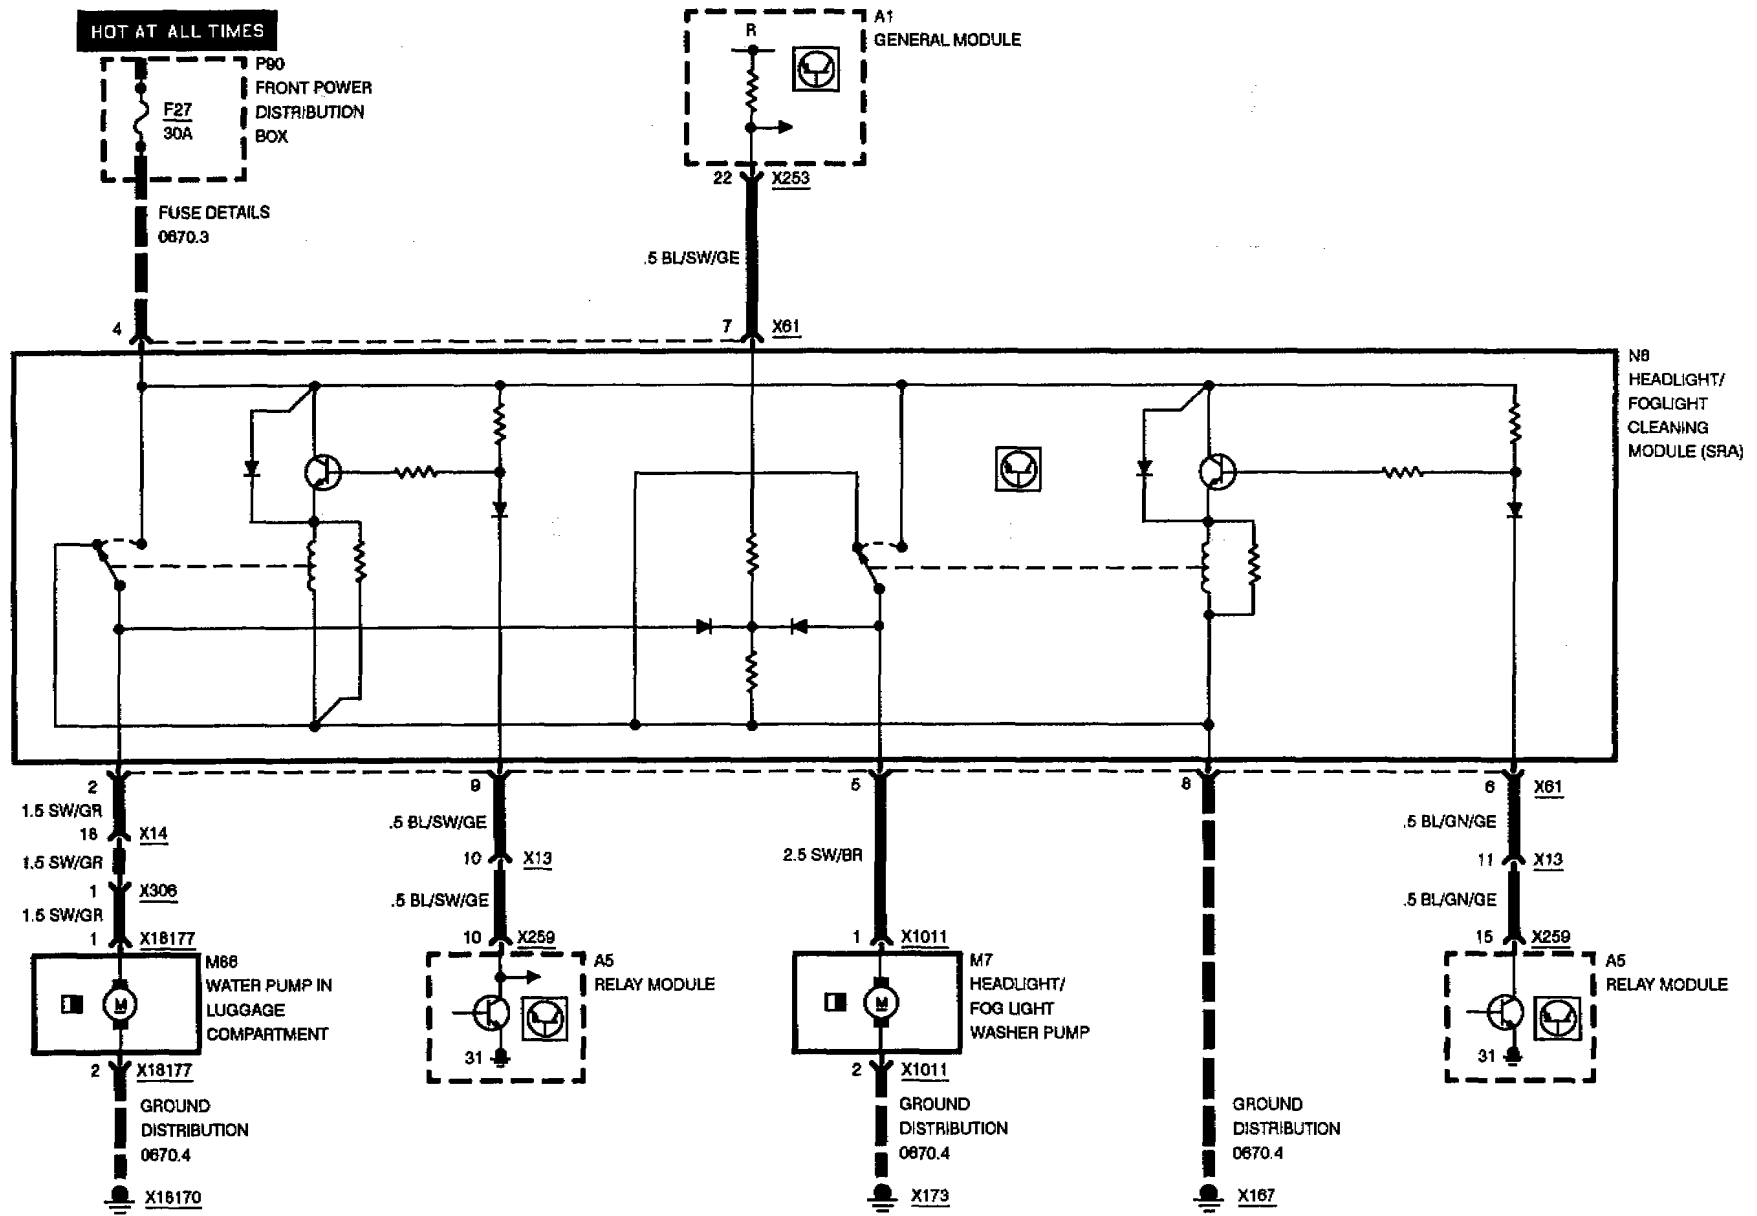 HOT AT ALL TIMES
P90
FRONT POWER
DISTRIBUTION
BOX
F27
30A
FUSE DETAILS
0670.3
A1
GENERAL MODULE
R
22 X253
.5 BL/SW/GE
4
7 X61
N8
HEADLIGHT/
FOGLIGHT
CLEANING
MODULE (SRA)
2
9
5
8
6 X61
1.5 SW/GR
18 X14
1.5 SW/GR
1 X306
1.5 SW/GR
1 X18177
M66
WATER PUMP IN
LUGGAGE
COMPARTMENT
M
2 X18177
GROUND
DISTRIBUTION
0670.4
X18170
.5 BL/SW/GE
10 X13
.5 BL/SW/GE
10 X259
A5
RELAY MODULE
31
2.5 SW/BR
1 X1011
M7
HEADLIGHT/
FOG LIGHT
WASHER PUMP
M
2 X1011
GROUND
DISTRIBUTION
0670.4
X173
GROUND
DISTRIBUTION
0670.4
X167
.5 BL/GN/GE
11 X13
.5 BL/GN/GE
15 X259
A5
RELAY MODULE
31